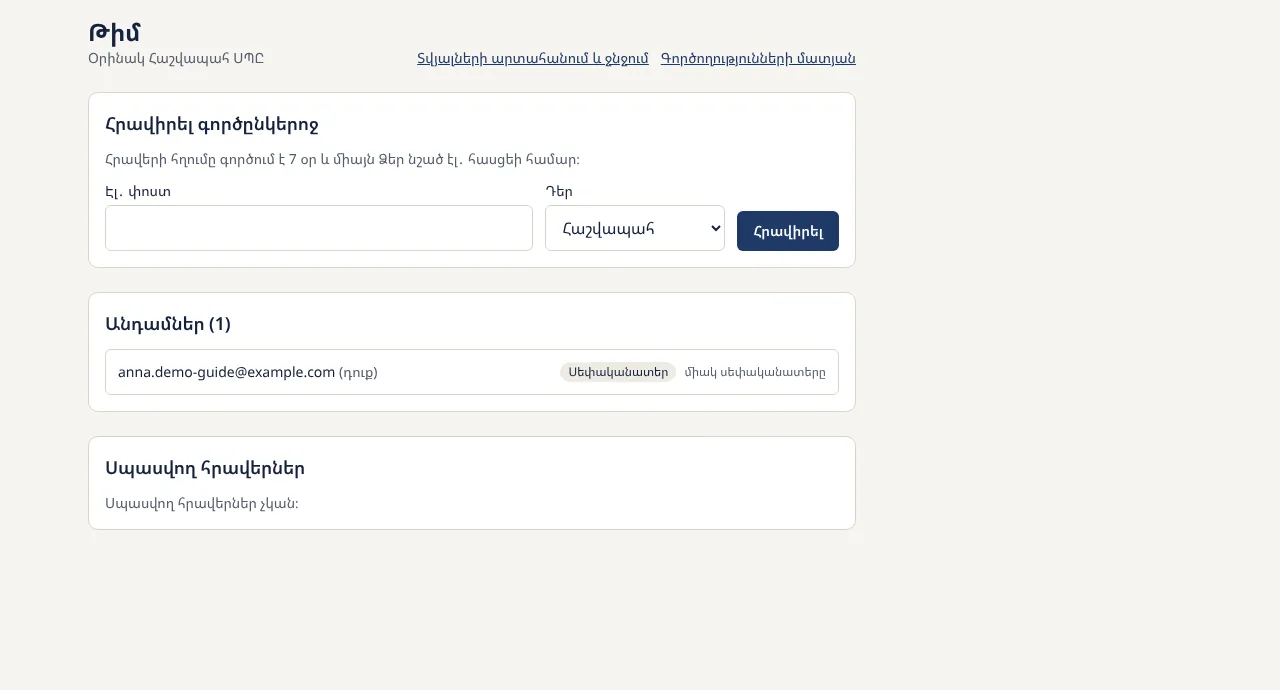 Թիմ
Օրինակ Հաշվապահ ՍՊԸ
Տվյալների արտահանում և ջնջում Գործողությունների մատյան
Հրավիրել գործընկերոջ
Հրավերի հղումը գործում է 7 օր և միայն Ձեր նշած էլ․ հասցեի համար։
Էլ․ փոստ
Դեր
Հաշվապահ
Հրավիրել
Անդամներ (1)
anna.demo-guide@example.com (դուք) Սեփականատեր միակ սեփականատերը
Սպասվող հրավերներ
Սպասվող հրավերներ չկան։